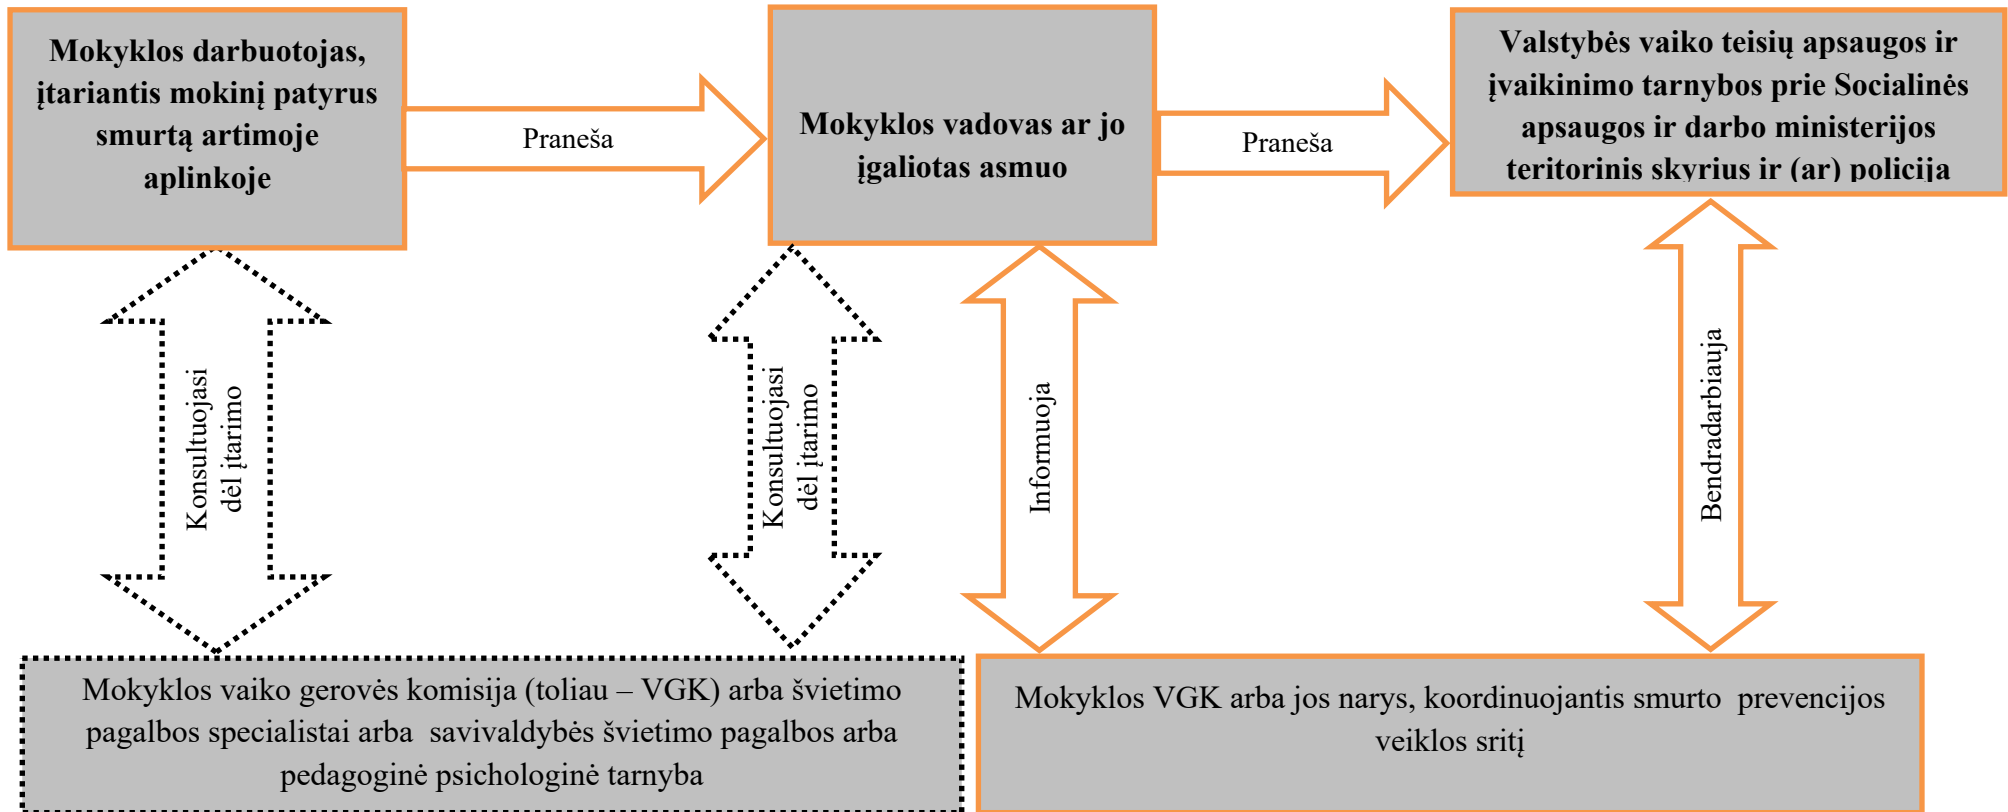 Mokyklos darbuotojas,
įtariantis mokinį patyrus
smurtą artimoje
aplinkoje
Praneša
Mokyklos vadovas ar jo
įgaliotas asmuo
Praneša
Valstybės vaiko teisių apsaugos ir
įvaikinimo tarnybos prie Socialinės
apsaugos ir darbo ministerijos
teritorinis skyrius ir (ar) policija
Konsultuojasi
dėl įtarimo
Konsultuojasi
dėl įtarimo
Informuoja
Bendradarbiauja
Mokyklos vaiko gerovės komisija (toliau – VGK) arba švietimo
pagalbos specialistai arba  savivaldybės švietimo pagalbos arba
pedagoginė psichologinė tarnyba
Mokyklos VGK arba jos narys, koordinuojantis smurto  prevencijos
veiklos sritį